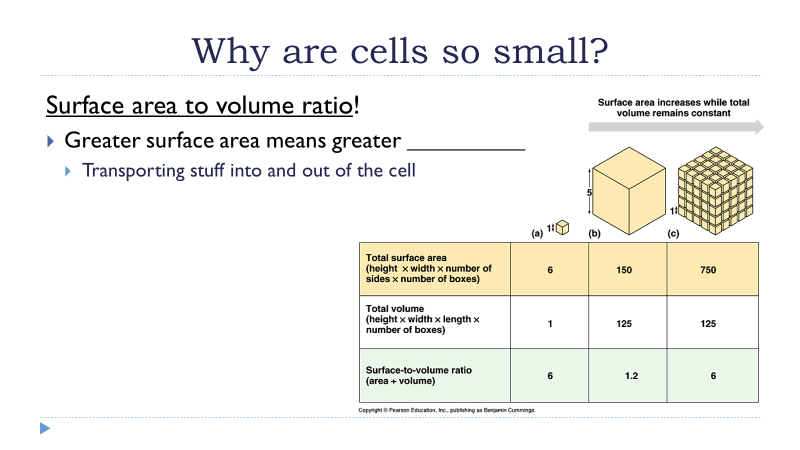 Why are cells so small?
Surface area to volume ratio!
Greater surface area means greater ___________
Transporting stuff into and out of the cell
Surface area increases while total
volume remains constant
5
1
1
(a)
(b)
(c)
Total surface area
(height × width × number of
sides × number of boxes)
6
150
750
Total volume
(height × width × length ×
number of boxes)
1
125
125
Surface-to-volume ratio
(area + volume)
6
1.2
6
Copyright © Pearson Education, Inc., publishing as Benjamin Cummings.